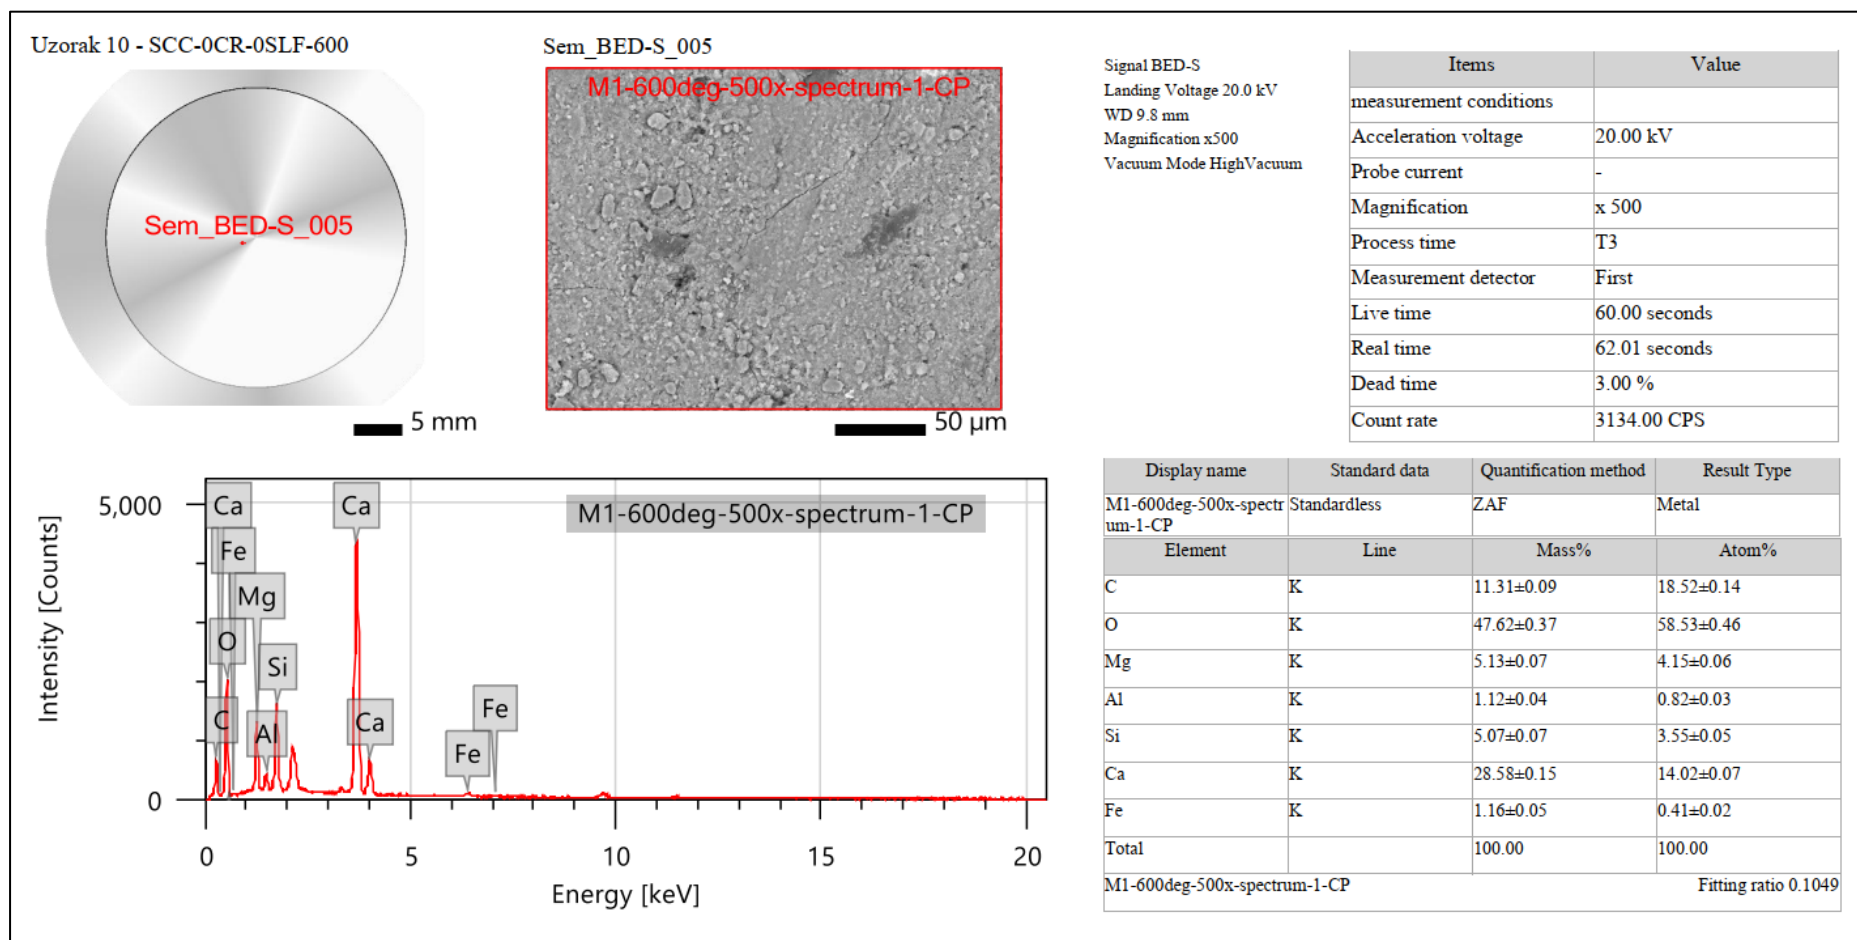 Uzorak 10 - SCC-0CR-0SLF-600
Sem_BED-S_005
5 mm
Sem_BED-S_005
M1-600deg-500x-spectrum-1-CP
50 µm
Signal BED-S
Landing Voltage 20.0 kV
WD 9.8 mm
Magnification x500
Vacuum Mode HighVacuum
Items Value
measurement conditions
Acceleration voltage 20.00 kV
Probe current -
Magnification x 500
Process time T3
Measurement detector First
Live time 60.00 seconds
Real time 62.01 seconds
Dead time 3.00 %
Count rate 3134.00 CPS
Intensity [Counts]
5,000
0
Ca
Fe
Mg
O
Si
C
Al
Ca
Ca
Fe
Fe
M1-600deg-500x-spectrum-1-CP
0 5 10 15 20
Energy [keV]
Display name Standard data Quantification method Result Type
M1-600deg-500x-spectr Standardless ZAF Metal
um-1-CP
Element Line Mass% Atom%
C K 11.31±0.09 18.52±0.14
O K 47.62±0.37 58.53±0.46
Mg K 5.13±0.07 4.15±0.06
Al K 1.12±0.04 0.82±0.03
Si K 5.07±0.07 3.55±0.05
Ca K 28.58±0.15 14.02±0.07
Fe K 1.16±0.05 0.41±0.02
Total 100.00 100.00
M1-600deg-500x-spectrum-1-CP Fitting ratio 0.1049